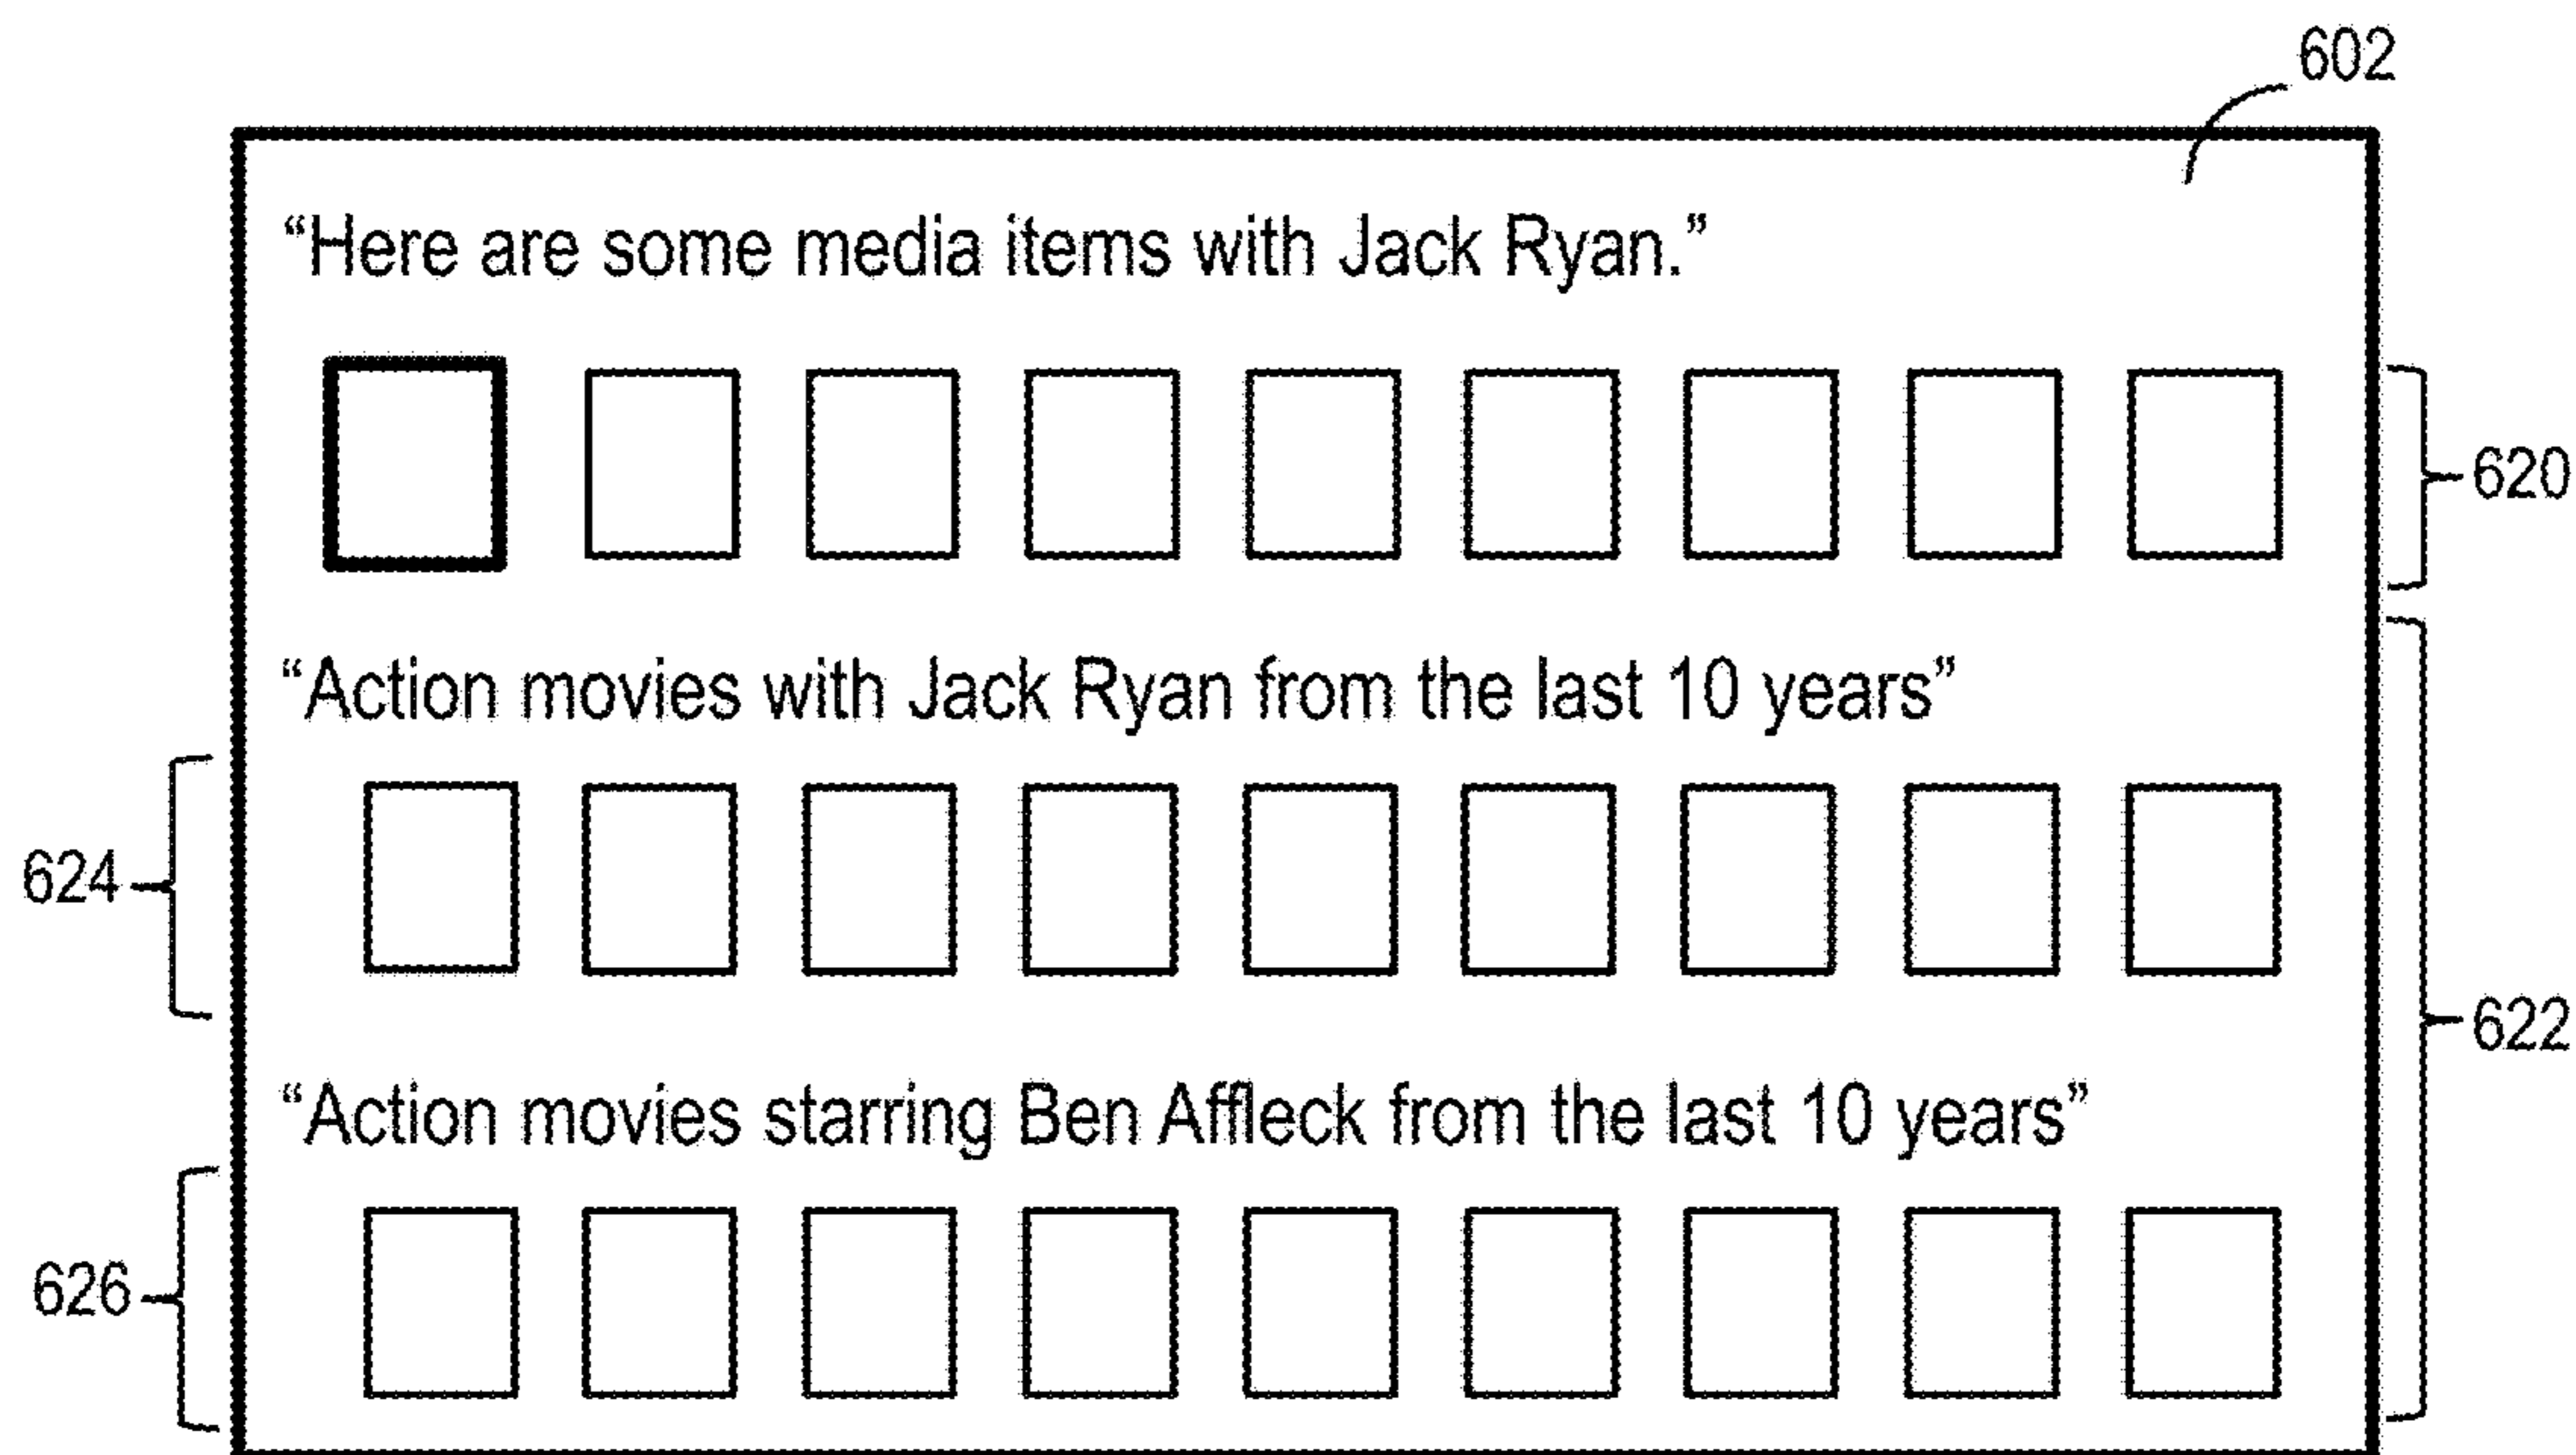 602
“Here are some media items with Jack Ryan.”
620
“Action movies with Jack Ryan from the last 10 years”
624
622
“Action movies starring Ben Affleck from the last 10 years”
626